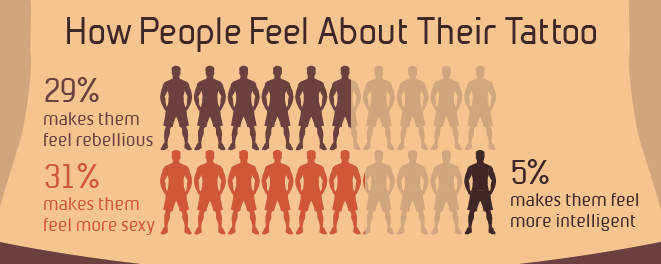 How People Feel About Their Tattoo
29%
makes them
feel rebellious
31%
makes them
feel more sexy
5%
makes them feel
more intelligent